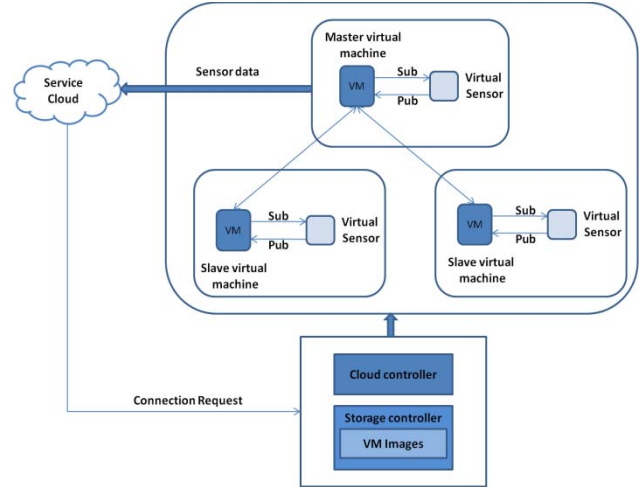 Master virtual
machine
Service
Cloud
Sensor data
VM
Sub
Pub
Virtual
Sensor
VM
Sub
Pub
Virtual
Sensor
Slave virtual
machine
VM
Sub
Pub
Virtual
Sensor
Slave virtual
machine
Cloud controller
Connection Request
Storage controller
VM Images